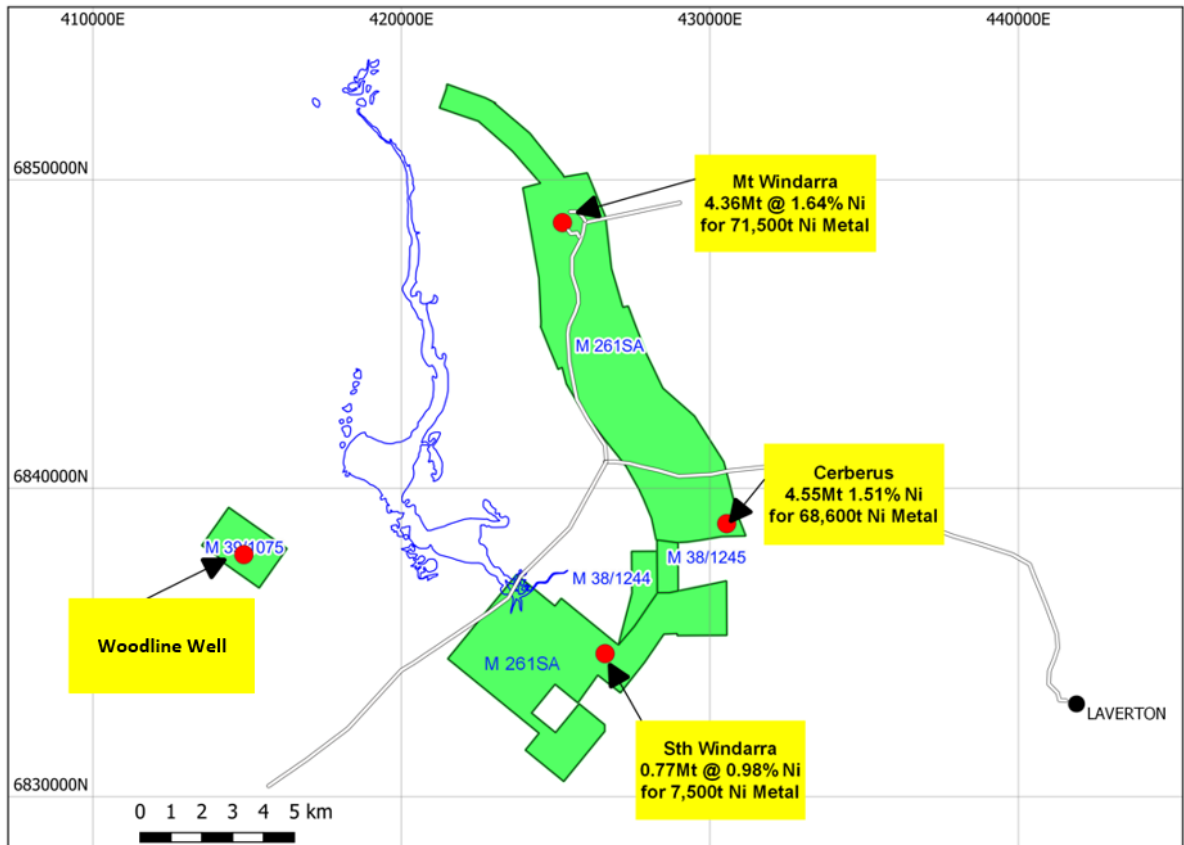 410000E
420000E
430000E
440000E
6850000N
Mt Windarra
4.36Mt @ 1.64% Ni
for 71,500t Ni Metal
M 261SA
6840000N
Cerberus
4.55Mt 1.51% Ni
for 68,600t Ni Metal
M 39/1075
M 38/1245
M 38/1244
Woodline Well
M 261SA
LAVERTON
Sth Windarra
0.77Mt @ 0.98% Ni
for 7,500t Ni Metal
6830000N
0 1 2 3 4 5 km